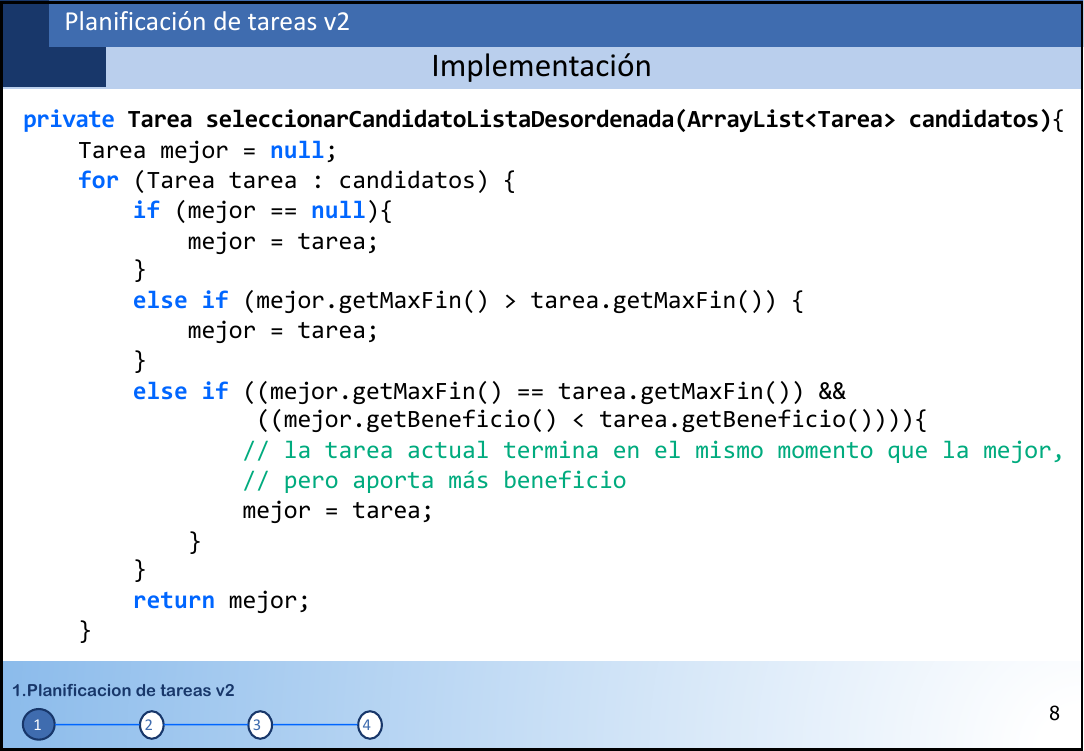 Planificación de tareas v2
Implementación
private Tarea seleccionarCandidatoListaDesordenada(ArrayList<Tarea> candidatos){
    Tarea mejor = null;
    for (Tarea tarea : candidatos) {
        if (mejor == null){
            mejor = tarea;
        }
        else if (mejor.getMaxFin() > tarea.getMaxFin()) {
            mejor = tarea;
        }
        else if ((mejor.getMaxFin() == tarea.getMaxFin()) &&
                 ((mejor.getBeneficio() < tarea.getBeneficio()))){
                // la tarea actual termina en el mismo momento que la mejor,
                // pero aporta más beneficio
                mejor = tarea;
            }
        }
        return mejor;
    }
1.Planificacion de tareas v2
1 2 3 4
8